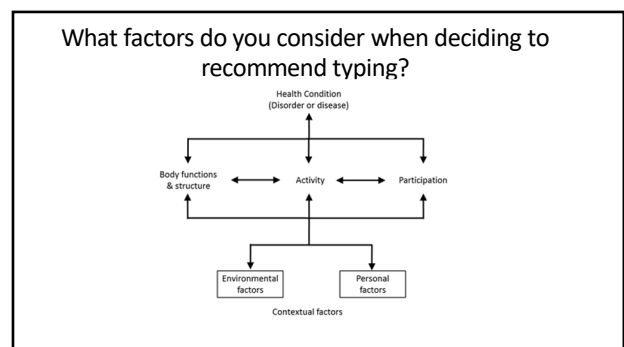 What factors do you consider when deciding to
recommend typing?
Health Condition
(Disorder or disease)
Body functions
& structure
Activity
Participation
Environmental
factors
Personal
factors
Contextual factors